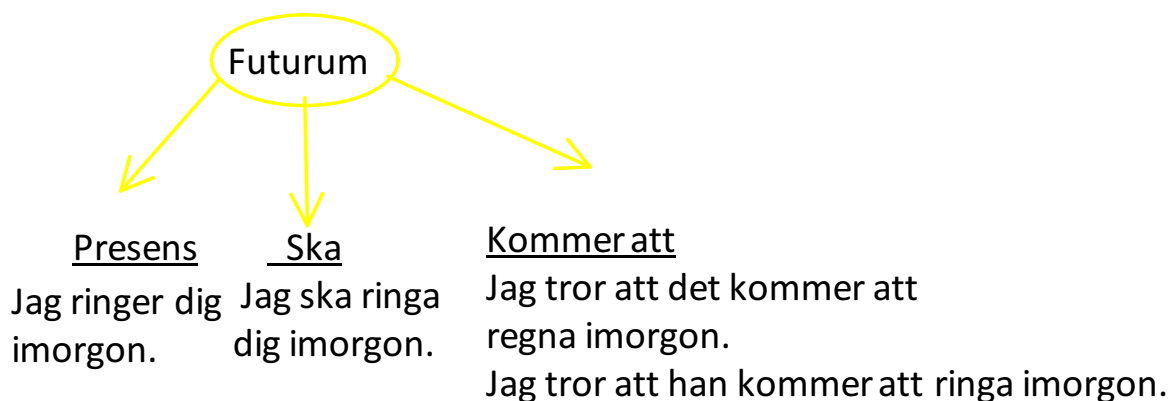 Futurum
Presens
Jag ringer dig
imorgon.
Ska
Jag ska ringa
dig imorgon.
Kommer att
Jag tror att det kommer att
regna imorgon.
Jag tror att han kommer att ringa imorgon.